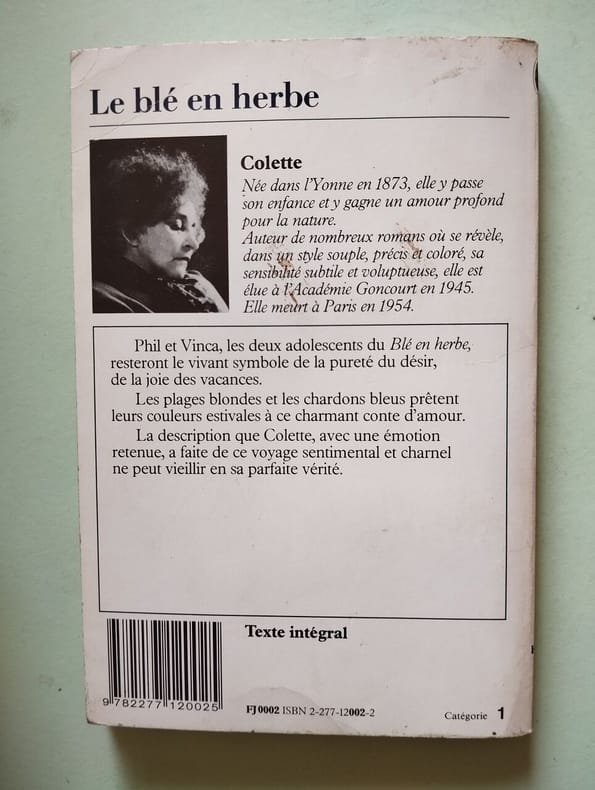 Le blé en herbe
Colette
Née dans l'Yonne en 1873, elle y passe
son enfance et y gagne un amour profond
pour la nature.
Auteur de nombreux romans où se révèle,
dans un style souple, précis et coloré, sa
sensibilité subtile et voluptueuse, elle est
élue à l'Académie Goncourt en 1945.
Elle meurt à Paris en 1954.
Phil et Vinca, les deux adolescents du Blé en herbe,
resteront le vivant symbole de la pureté du désir,
de la joie des vacances.
Les plages blondes et les chardons bleus prêtent
leurs couleurs estivales à ce charmant conte d'amour.
La description que Colette, avec une émotion
retenue, a faite de ce voyage sentimental et charnel
ne peut vieillir en sa parfaite vérité.
Texte intégral
9 782277 120025
FJ0002 ISBN 2-277-12002-2
Catégorie 1